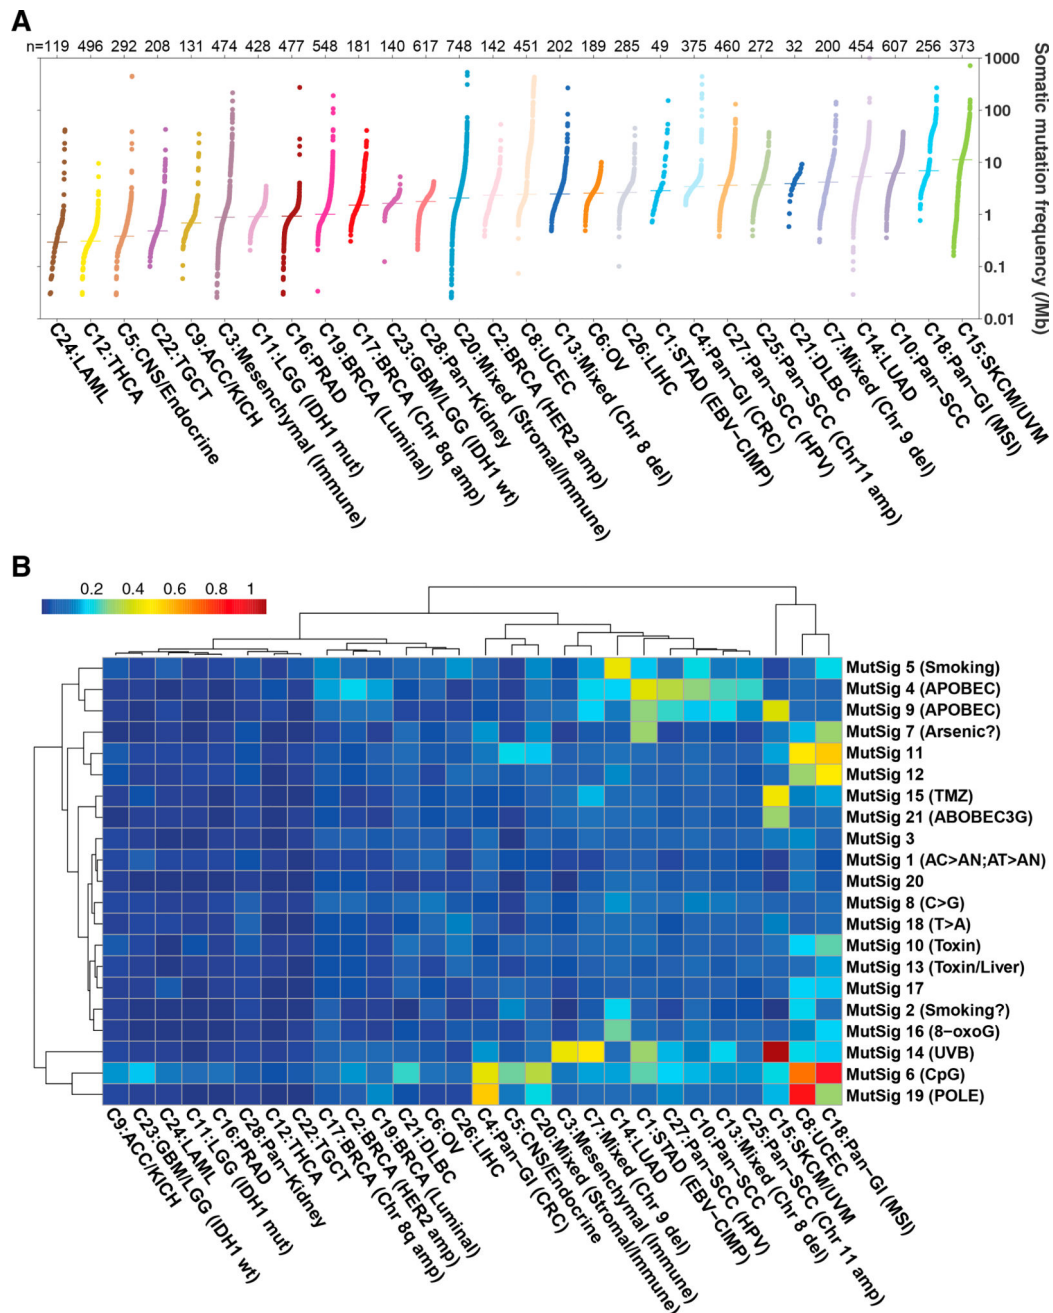 A
n=119 496 292 208 131 474 428 477 548 181 140 617 748 142 451 202 189 285 49 375 460 272 32 200 454 607 256 373
1000
100
10
1
0.1
0.01
Somatic mutation frequency (/Mb)
C24:LAML
C12:THCA
C5:CNS/Endocrine
C22:TGCT
C9:ACC/KICH
C3:Mesenchymal (Immune)
C11:LGG (IDH1 mut)
C16:PRAD
C19:BRCA (Luminal)
C17:BRCA (Chr 8q amp)
C23:GBM/LGG (IDH1 wt)
C28:Pan−Kidney
C20:Mixed (Stromal/Immune)
C2:BRCA (HER2 amp)
C8:UCEC
C13:Mixed (Chr 8 del)
C6:OV
C26:LIHC
C1:STAD (EBV−CIMP)
C4:Pan−GI (CRC)
C27:Pan−SCC (HPV)
C25:Pan−SCC (Chr11 amp)
C21:DLBC
C7:Mixed (Chr 9 del)
C14:LUAD
C10:Pan−SCC
C18:Pan−GI (MSI)
C15:SKCM/UVM
B
0.2 0.4 0.6 0.8 1
MutSig 5 (Smoking)
MutSig 4 (APOBEC)
MutSig 9 (APOBEC)
MutSig 7 (Arsenic?)
MutSig 11
MutSig 12
MutSig 15 (TMZ)
MutSig 21 (ABOBEC3G)
MutSig 3
MutSig 1 (AC>AN;AT>AN)
MutSig 20
MutSig 8 (C>G)
MutSig 18 (T>A)
MutSig 10 (Toxin)
MutSig 13 (Toxin/Liver)
MutSig 17
MutSig 2 (Smoking?)
MutSig 16 (8−oxoG)
MutSig 14 (UVB)
MutSig 6 (CpG)
MutSig 19 (POLE)
C9:ACC/KICH
C23:GBM/LGG (IDH1 wt)
C24:LAML
C11:LGG (IDH1 mut)
C16:PRAD
C28:Pan−Kidney
C12:THCA
C22:TGCT
C17:BRCA (Chr 8q amp)
C2:BRCA (HER2 amp)
C19:BRCA (Luminal)
C21:DLBC
C6:OV
C26:LIHC
C4:Pan−GI (CRC)
C5:CNS/Endocrine
C20:Mixed (Stromal/Immune)
C3:Mesenchymal (Immune)
C7:Mixed (Chr 9 del)
C14:LUAD
C1:STAD (EBV−CIMP)
C27:Pan−SCC (HPV)
C10:Pan−SCC
C13:Mixed (Chr 8 del)
C25:Pan−SCC (Chr 11 amp)
C15:SKCM/UVM
C8:UCEC
C18:Pan−GI (MSI)